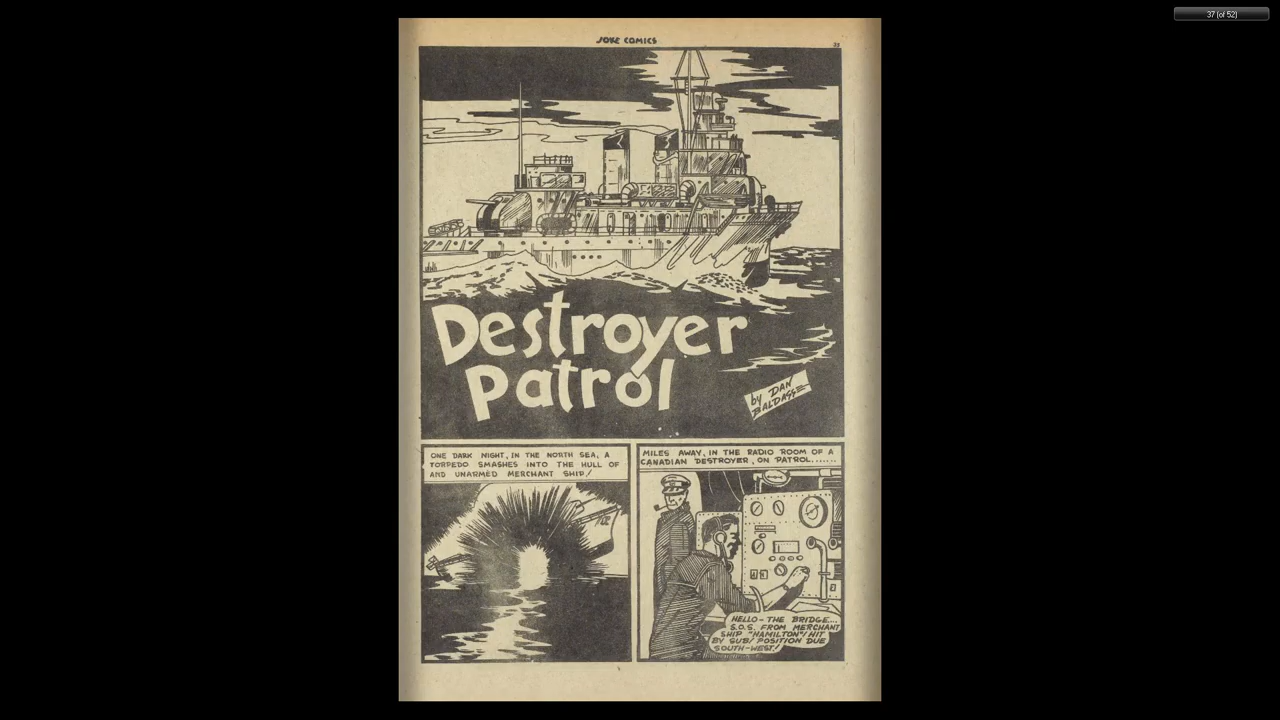 37 (of 52)
JOKE COMICS
Destroyer
Patrol
by DAN
BALDASSE
ONE DARK NIGHT, IN THE NORTH SEA, A
TORPEDO SMASHES INTO THE HULL OF
AND UNARMED MERCHANT SHIP!
MILES AWAY, IN THE RADIO ROOM OF A
CANADIAN DESTROYER, ON PATROL.......
HELLO - THE BRIDGE...
S.O.S. FROM MERCHANT
SHIP "HAMILTON"! HIT
BY SUB! POSITION DUE
SOUTH-WEST!